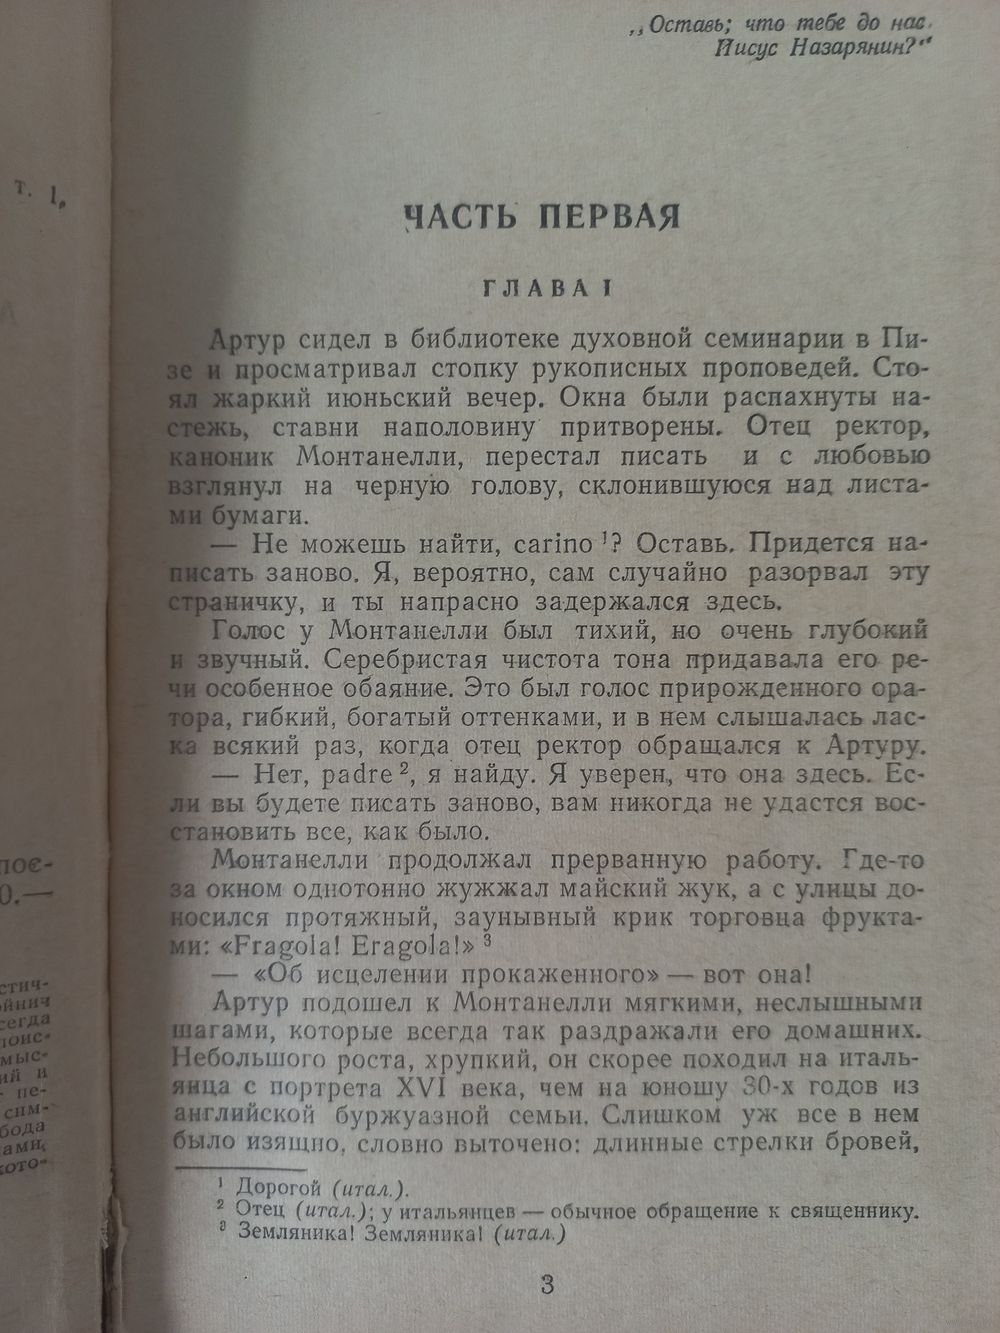 „Оставь; что тебе до нас,
Иисус Назарянин?“
т. I,
ЧАСТЬ ПЕРВАЯ
ГЛАВА I
Артур сидел в библиотеке духовной семинарии в Пи-
зе и просматривал стопку рукописных проповедей. Сто-
ял жаркий июньский вечер. Окна были распахнуты на-
стежь, ставни наполовину притворены. Отец ректор,
каноник Монтанелли, перестал писать и с любовью
взглянул на черную голову, склонившуюся над листа-
ми бумаги.
— Не можешь найти, carino ¹? Оставь. Придется на-
писать заново. Я, вероятно, сам случайно разорвал эту
страничку, и ты напрасно задержался здесь.
Голос у Монтанелли был тихий, но очень глубокий
и звучный. Серебристая чистота тона придавала его ре-
чи особенное обаяние. Это был голос прирожденного ора-
тора, гибкий, богатый оттенками, и в нем слышалась лас-
ка всякий раз, когда отец ректор обращался к Артуру.
— Нет, padre ², я найду. Я уверен, что она здесь. Ес-
ли вы будете писать заново, вам никогда не удастся вос-
становить все, как было.
Монтанелли продолжал прерванную работу. Где-то
за окном однотонно жужжал майский жук, а с улицы до-
носился протяжный, заунывный крик торговца фрукта-
ми: «Fragola! Eragola!» ³
— «Об исцелении прокаженного» — вот она!
Артур подошел к Монтанелли мягкими, неслышными
шагами, которые всегда так раздражали его домашних.
Небольшого роста, хрупкий, он скорее походил на италь-
янца с портрета XVI века, чем на юношу 30-х годов из
английской буржуазной семьи. Слишком уж все в нем
было изящно, словно выточено: длинные стрелки бровей,
¹ Дорогой (итал.).
² Отец (итал.); у итальянцев — обычное обращение к священнику.
³ Земляника! Земляника! (итал.)
3